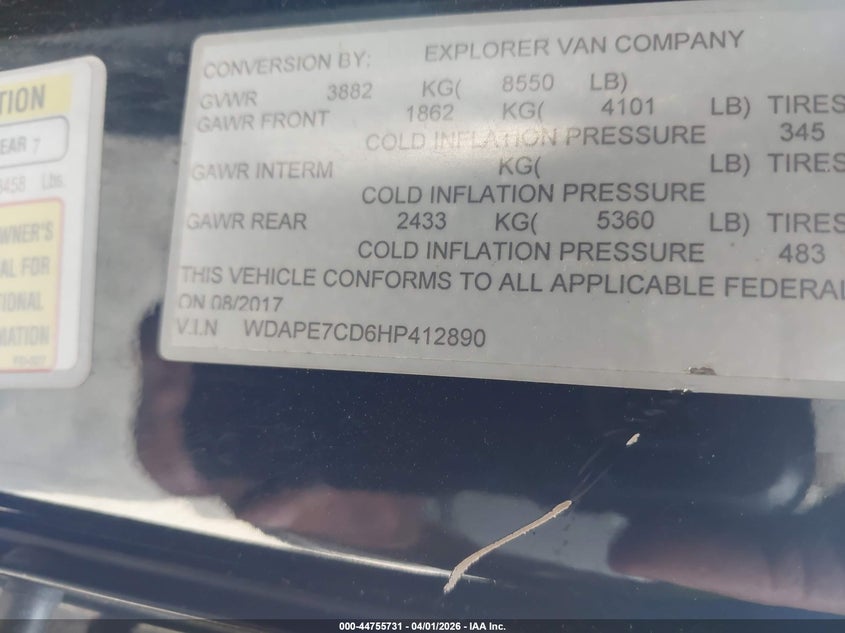 TION
EAR 7
3458 Lbs.
WNER'S
AL FOR
TIONAL
MATION
CONVERSION BY: EXPLORER VAN COMPANY
GVWR 3882 KG( 8550 LB)
GAWR FRONT 1862 KG( 4101 LB) TIRES
COLD INFLATION PRESSURE 345
GAWR INTERM KG( LB) TIRES
COLD INFLATION PRESSURE
GAWR REAR 2433 KG( 5360 LB) TIRES
COLD INFLATION PRESSURE 483
THIS VEHICLE CONFORMS TO ALL APPLICABLE FEDERAL
ON 08/2017
V.I.N WDAPE7CD6HP412890
000-44755731 - 04/01/2026 - IAA Inc.